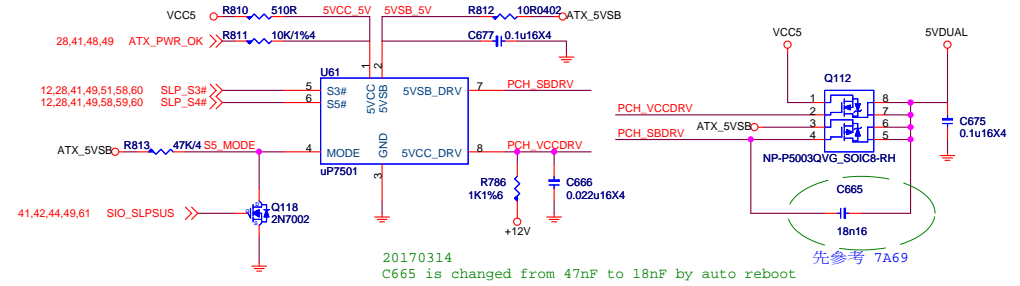 VCC5 R810 510R 5VCC_5V 5VSB_5V R812 10R0402 ATX_5VSB
28,41,48,49 ATX_PWR_OK R811 10K/1%4 C677 0.1u16X4
U61
1 2
5VCC 5VSB
12,28,41,49,51,58,60 SLP_S3# 5 S3# 5VSB_DRV 7 PCH_SBDRV
12,28,41,49,58,59,60 SLP_S4# 6 S5#
ATX_5VSB R813 47K/4 S5_MODE 4 MODE GND 5VCC_DRV 8 PCH_VCCDRV
uP7501 3
41,42,44,49,61 SIO_SLPSUS Q118
2N7002
R786
1K1%6
+12V
C666
0.022u16X4
VCC5 5VDUAL
Q112
1 8
PCH_VCCDRV 2 7
ATX_5VSB 3 6
PCH_SBDRV 4 5
NP-P5003QVG_SOIC8-RH
C675
0.1u16X4
C665
18n16
先參考 7A69
20170314
C665 is changed from 47nF to 18nF by auto reboot